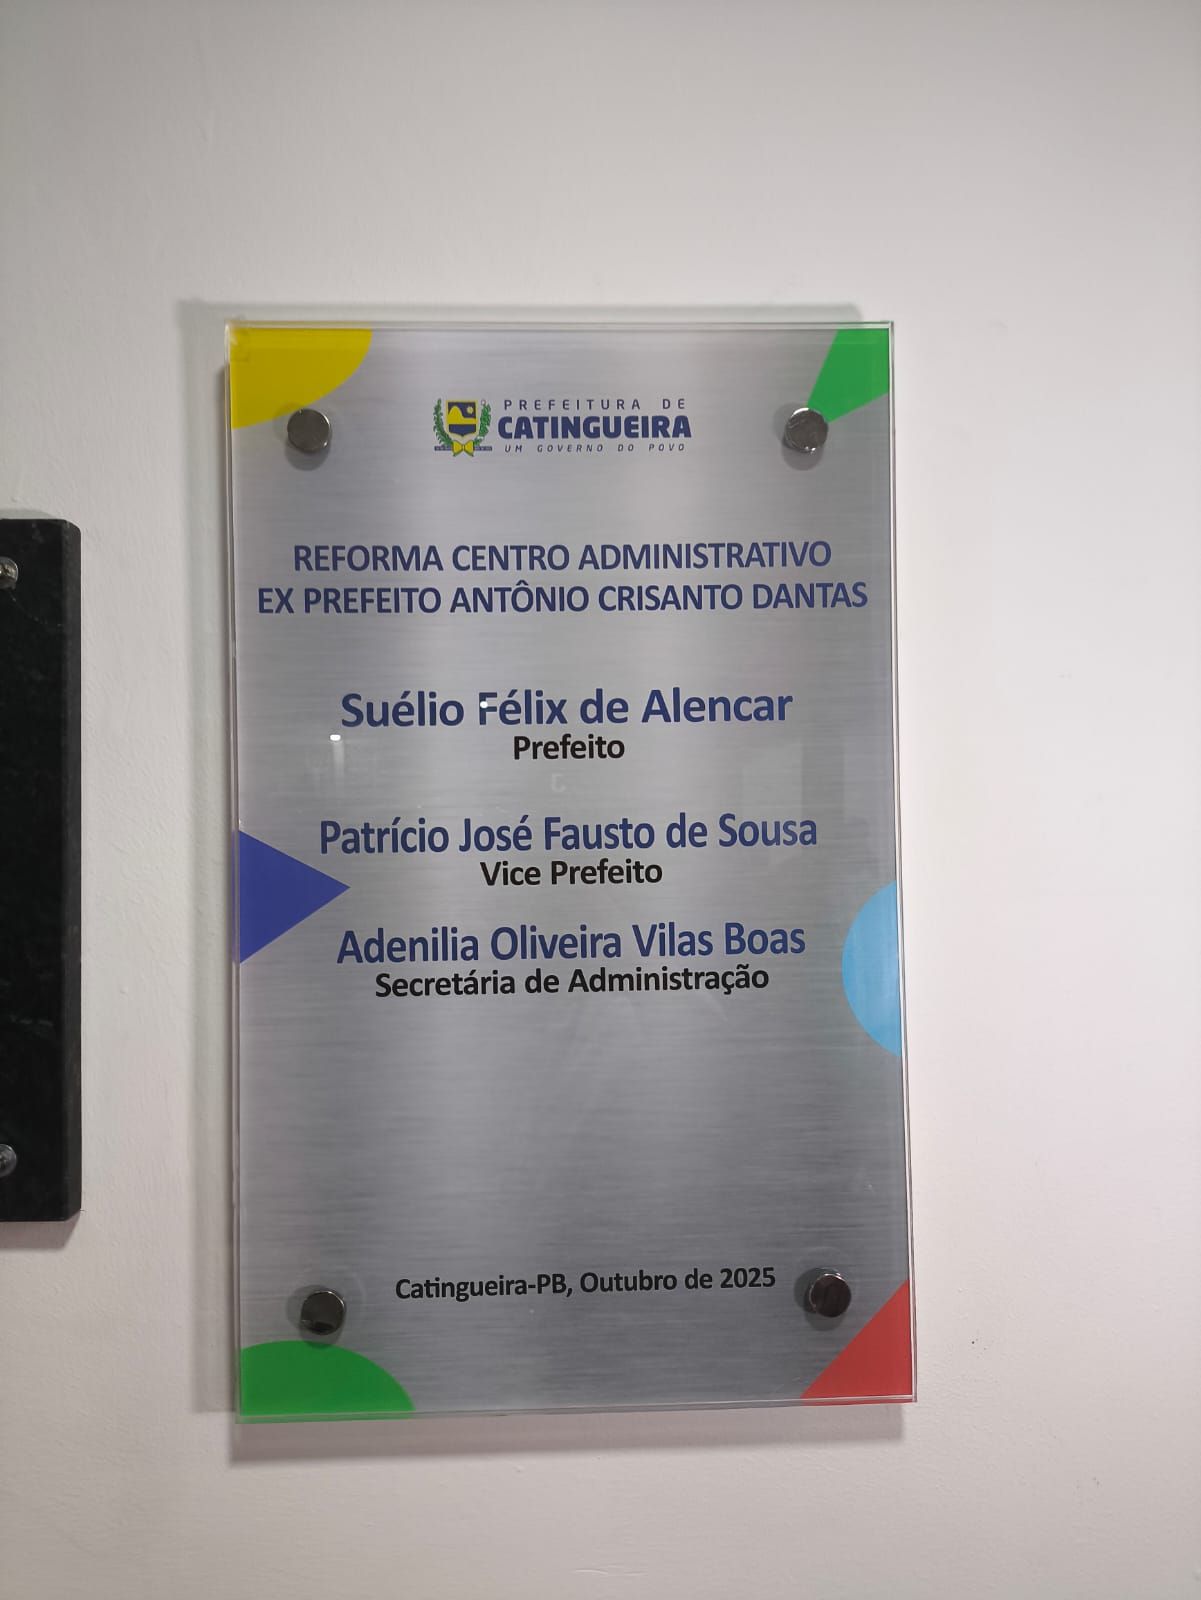 PREFEITURA DE
CATINGUEIRA
UM GOVERNO DO POVO
REFORMA CENTRO ADMINISTRATIVO
EX PREFEITO ANTÔNIO CRISANTO DANTAS
Suélio Félix de Alencar
Prefeito
Patrício José Fausto de Sousa
Vice Prefeito
Adenilia Oliveira Vilas Boas
Secretária de Administração
Catingueira-PB, Outubro de 2025